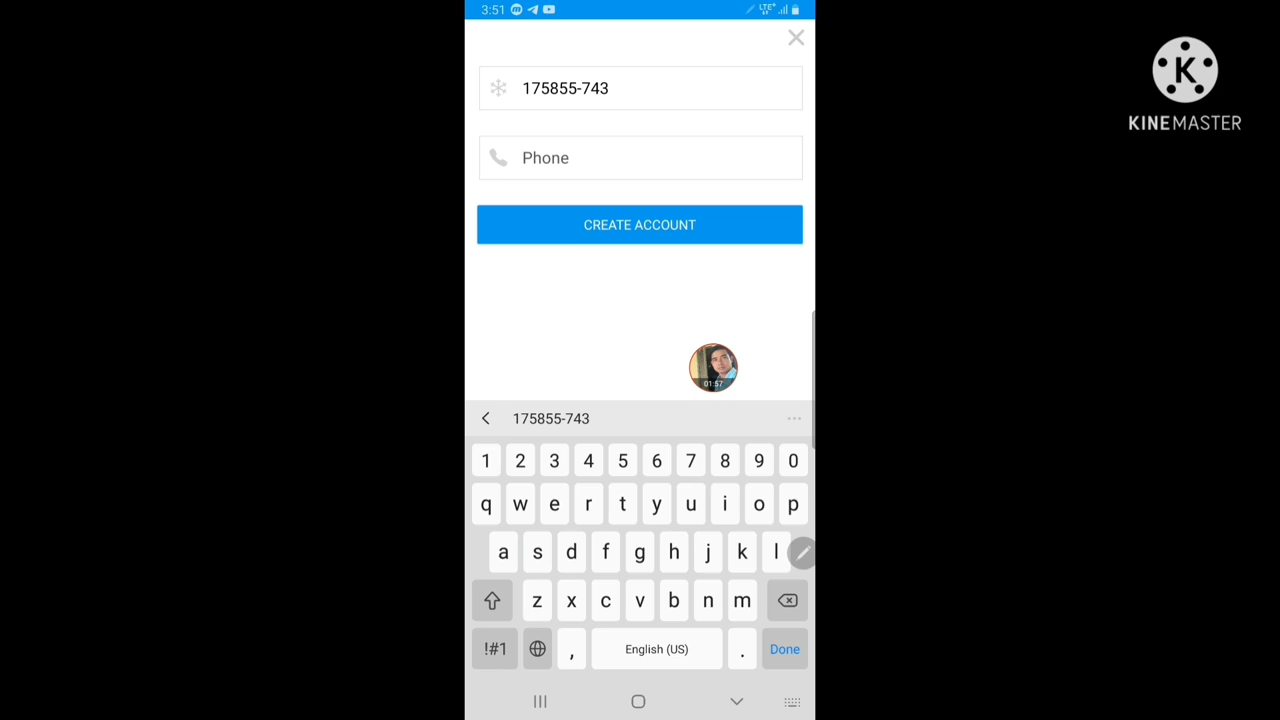 3:51
LTE+
175855-743
Phone
CREATE ACCOUNT
01:57
175855-743
1 2 3 4 5 6 7 8 9 0
q w e r t y u i o p
a s d f g h j k l
z x c v b n m
!#1 , English (US) . Done
K
KINEMASTER